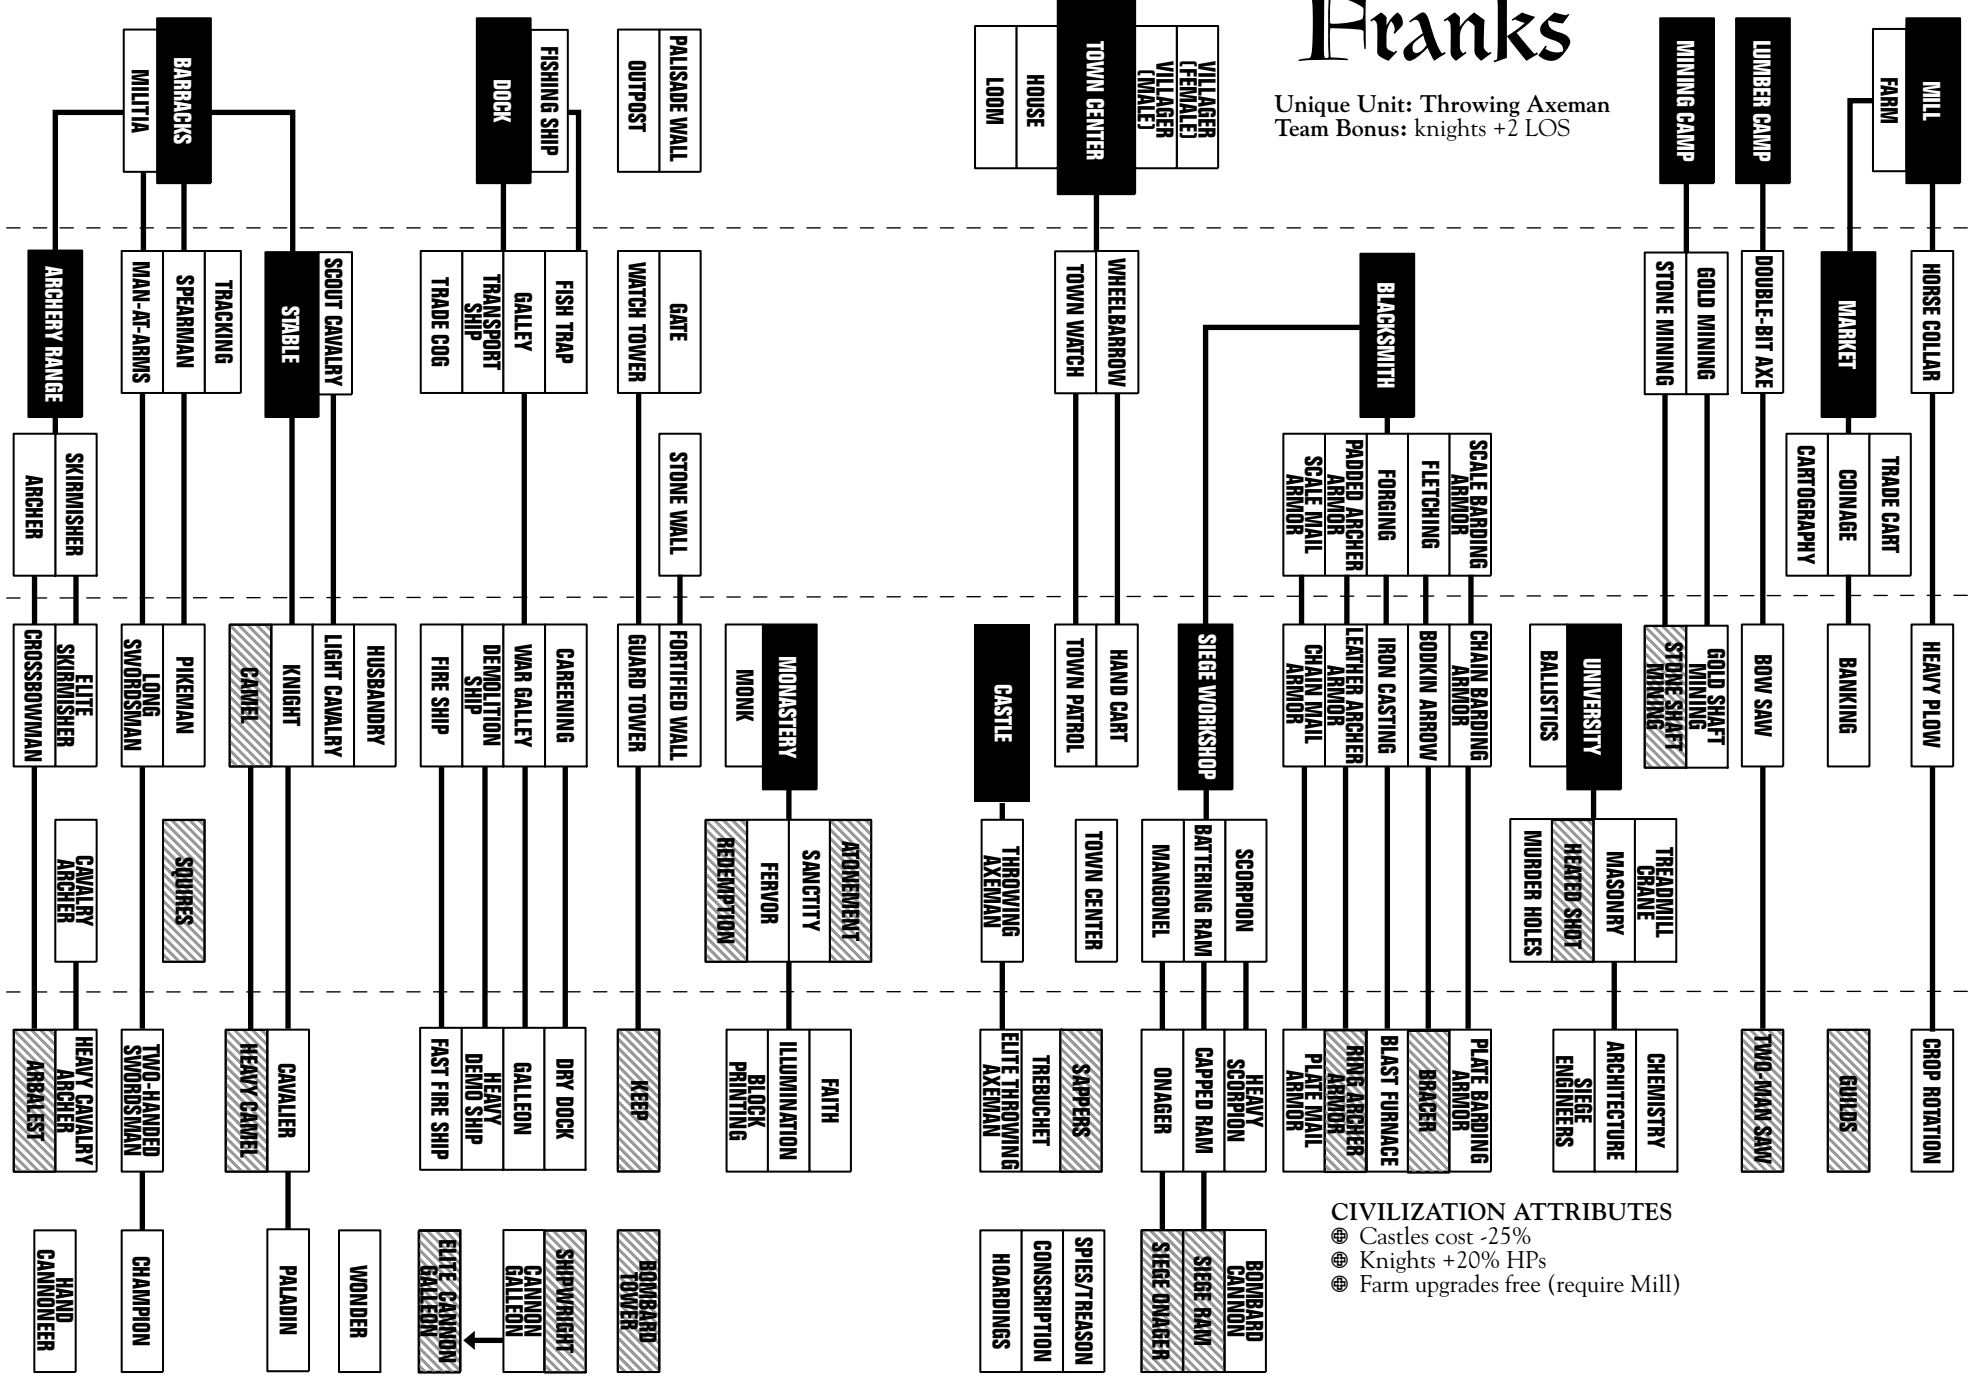 Franks
Unique Unit: Throwing Axeman
Team Bonus: knights +2 LOS
BARRACKS
MILITIA
DOCK
FISHING SHIP
PALISADE WALL
OUTPOST
TOWN CENTER
VILLAGER
(FEMALE)
VILLAGER
(MALE)
HOUSE
LOOM
MINING CAMP
LUMBER CAMP
MILL
FARM
ARCHERY RANGE
MAN-AT-ARMS
SPEARMAN
TRACKING
STABLE
SCOUT CAVALRY
TRADE COG
TRANSPORT
SHIP
GALLEY
FISH TRAP
WATCH TOWER
GATE
TOWN WATCH
WHEELBARROW
BLACKSMITH
STONE MINING
GOLD MINING
DOUBLE-BIT AXE
MARKET
HORSE COLLAR
ARCHER
SKIRMISHER
STONE WALL
SCALE MAIL
ARMOR
PADDED ARCHER
ARMOR
FORGING
FLETCHING
SCALE BARDING
ARMOR
CARTOGRAPHY
COINAGE
TRADE CART
CROSSBOWMAN
ELITE
SKIRMISHER
LONG
SWORDSMAN
PIKEMAN
CAMEL
KNIGHT
LIGHT CAVALRY
HUSBANDRY
FIRE SHIP
DEMOLITION
SHIP
WAR GALLEY
CAREENING
GUARD TOWER
FORTIFIED WALL
MONK
MONASTERY
CASTLE
TOWN PATROL
HAND CART
SIEGE WORKSHOP
CHAIN MAIL
ARMOR
LEATHER ARCHER
ARMOR
IRON CASTING
BODKIN ARROW
CHAIN BARDING
ARMOR
BALLISTICS
UNIVERSITY
STONE SHAFT
MINING
GOLD SHAFT
MINING
BOW SAW
BANKING
HEAVY PLOW
CAVALRY
ARCHER
SQUIRES
REDEMPTION
FERVOR
SANCTITY
ATONEMENT
THROWING
AXEMAN
TOWN CENTER
MANGONEL
BATTERING RAM
SCORPION
MURDER HOLES
HEATED SHOT
MASONRY
TREADMILL
CRANE
ARBALEST
HEAVY CAVALRY
ARCHER
TWO-HANDED
SWORDSMAN
HEAVY CAMEL
CAVALIER
FAST FIRE SHIP
HEAVY
DEMO SHIP
GALLEON
DRY DOCK
KEEP
BLOCK
PRINTING
ILLUMINATION
FAITH
ELITE THROWING
AXEMAN
TREBUCHET
SAPPERS
ONAGER
CAPPED RAM
HEAVY
SCORPION
PLATE MAIL
ARMOR
RING ARCHER
ARMOR
BLAST FURNACE
BRACER
PLATE BARDING
ARMOR
SIEGE
ENGINEERS
ARCHITECTURE
CHEMISTRY
TWO-MAN SAW
GUILDS
CROP ROTATION
HAND
CANNONEER
CHAMPION
PALADIN
WONDER
ELITE CANNON
GALLEON
CANNON
GALLEON
SHIPWRIGHT
BOMBARD
TOWER
HOARDINGS
CONSCRIPTION
SPIES/TREASON
SIEGE ONAGER
SIEGE RAM
BOMBARD
CANNON
CIVILIZATION ATTRIBUTES
Castles cost -25%
Knights +20% HPs
Farm upgrades free (require Mill)